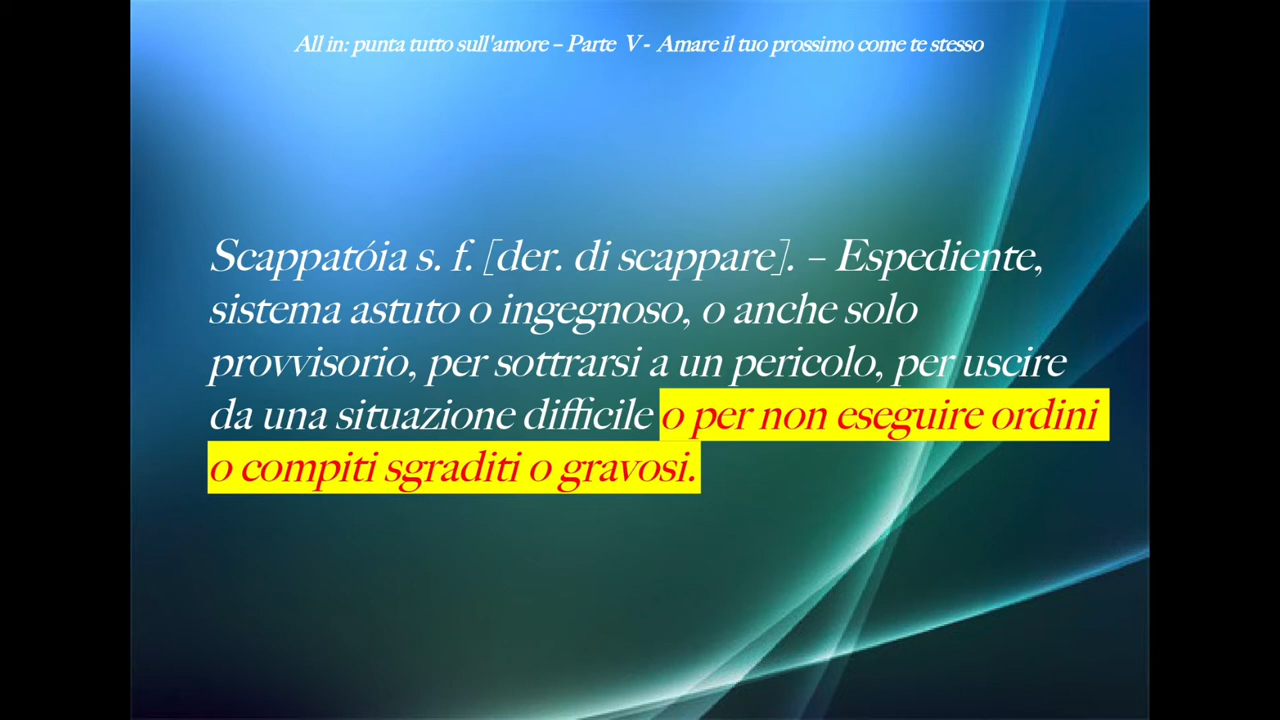 All in: punta tutto sull'amore – Parte V - Amare il tuo prossimo come te stesso
Scappatóia s. f. [der. di scappare]. – Espediente,
sistema astuto o ingegnoso, o anche solo
provvisorio, per sottrarsi a un pericolo, per uscire
da una situazione difficile o per non eseguire ordini
o compiti sgraditi o gravosi.